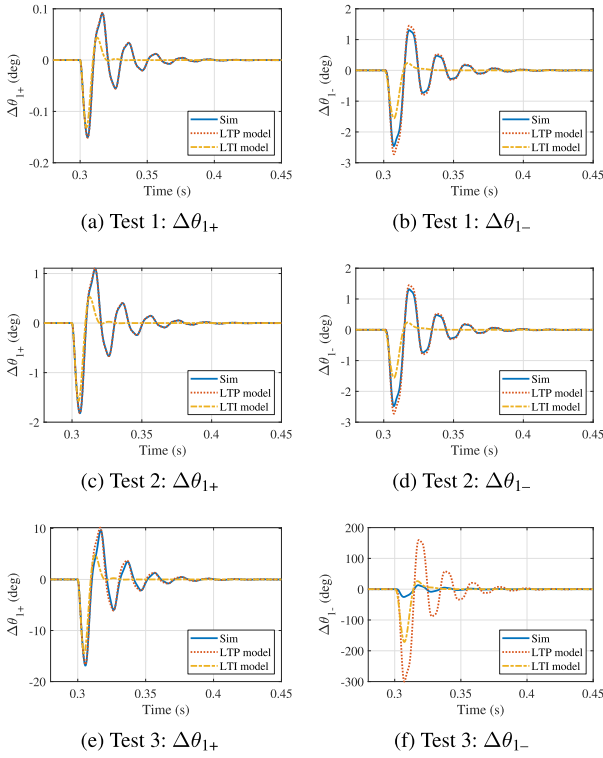 0.1
0
-0.1
0.2
Δθ1+ (deg)
Sim
LTP model
LTI model
0.3 0.35 0.4 0.45
Time (s)
(a) Test 1: Δθ1+
2
1
0
-1
-2
-3
Δθ1- (deg)
Sim
LTP model
LTI model
0.3 0.35 0.4 0.45
Time (s)
(b) Test 1: Δθ1−
1
0
-1
-2
Δθ1+ (deg)
Sim
LTP model
LTI model
0.3 0.35 0.4 0.45
Time (s)
(c) Test 2: Δθ1+
2
1
0
-1
-2
-3
Δθ1- (deg)
Sim
LTP model
LTI model
0.3 0.35 0.4 0.45
Time (s)
(d) Test 2: Δθ1−
10
0
-10
-20
Δθ1+ (deg)
Sim
LTP model
LTI model
0.3 0.35 0.4 0.45
Time (s)
(e) Test 3: Δθ1+
200
100
0
-100
-200
-300
Δθ1- (deg)
Sim
LTP model
LTI model
0.3 0.35 0.4 0.45
Time (s)
(f) Test 3: Δθ1−